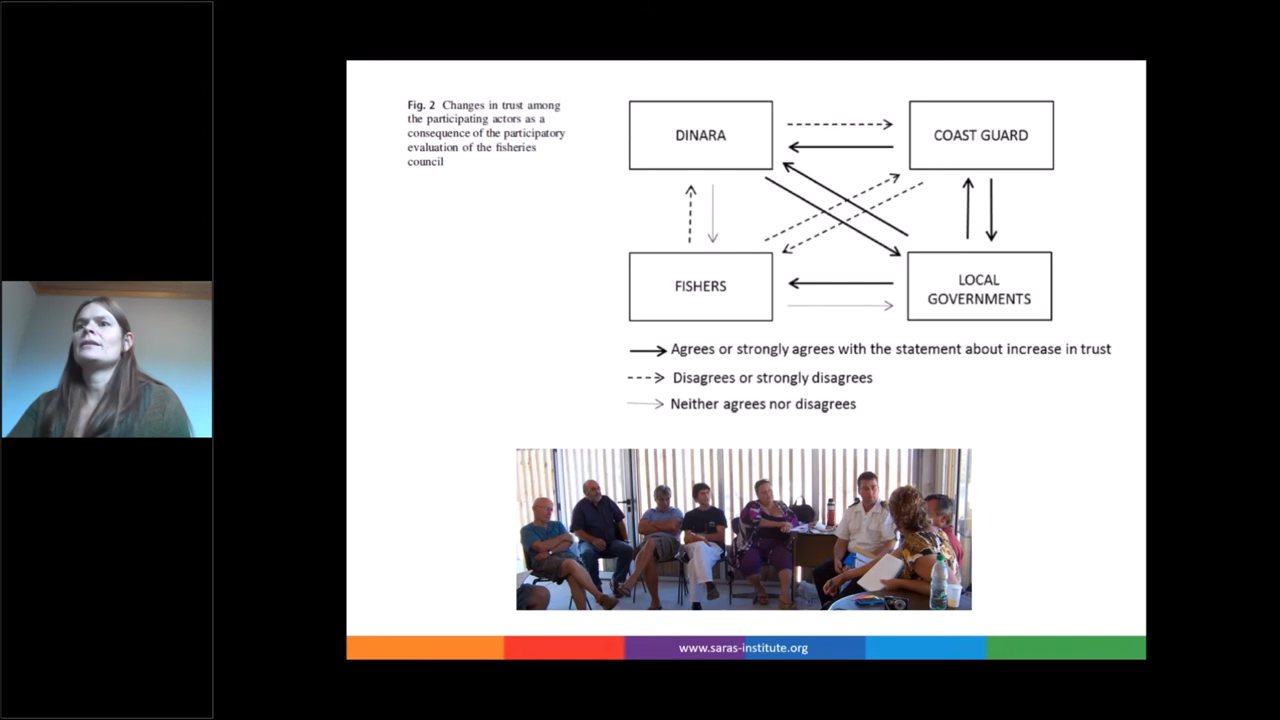 Fig. 2 Changes in trust among
the participating actors as a
consequence of the participatory
evaluation of the fisheries
council
DINARA
COAST GUARD
FISHERS
LOCAL
GOVERNMENTS
Agrees or strongly agrees with the statement about increase in trust
Disagrees or strongly disagrees
Neither agrees nor disagrees
www.saras-institute.org